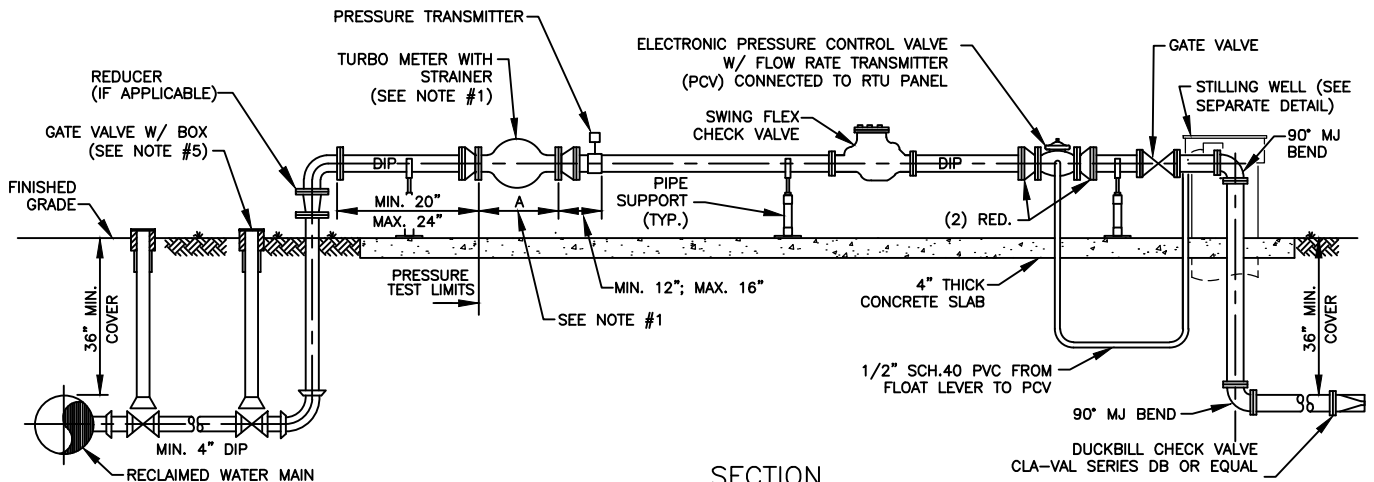 PRESSURE TRANSMITTER
TURBO METER WITH
STRAINER
(SEE NOTE #1)
REDUCER
(IF APPLICABLE)
GATE VALVE W/ BOX
(SEE NOTE #5)
FINISHED
GRADE
ELECTRONIC PRESSURE CONTROL VALVE
W/ FLOW RATE TRANSMITTER
(PCV) CONNECTED TO RTU PANEL
SWING FLEX
CHECK VALVE
GATE VALVE
STILLING WELL (SEE
SEPARATE DETAIL)
90° MJ
BEND
DIP
DIP
MIN. 20"
MAX. 24"
A
PIPE
SUPPORT
(TYP.)
(2) RED.
PRESSURE
TEST LIMITS
MIN. 12"; MAX. 16"
SEE NOTE #1
4" THICK
CONCRETE SLAB
36" MIN.
COVER
36" MIN.
COVER
1/2" SCH.40 PVC FROM
FLOAT LEVER TO PCV
90° MJ BEND
MIN. 4" DIP
RECLAIMED WATER MAIN
DUCKBILL CHECK VALVE
CLA-VAL SERIES DB OR EQUAL
SECTION